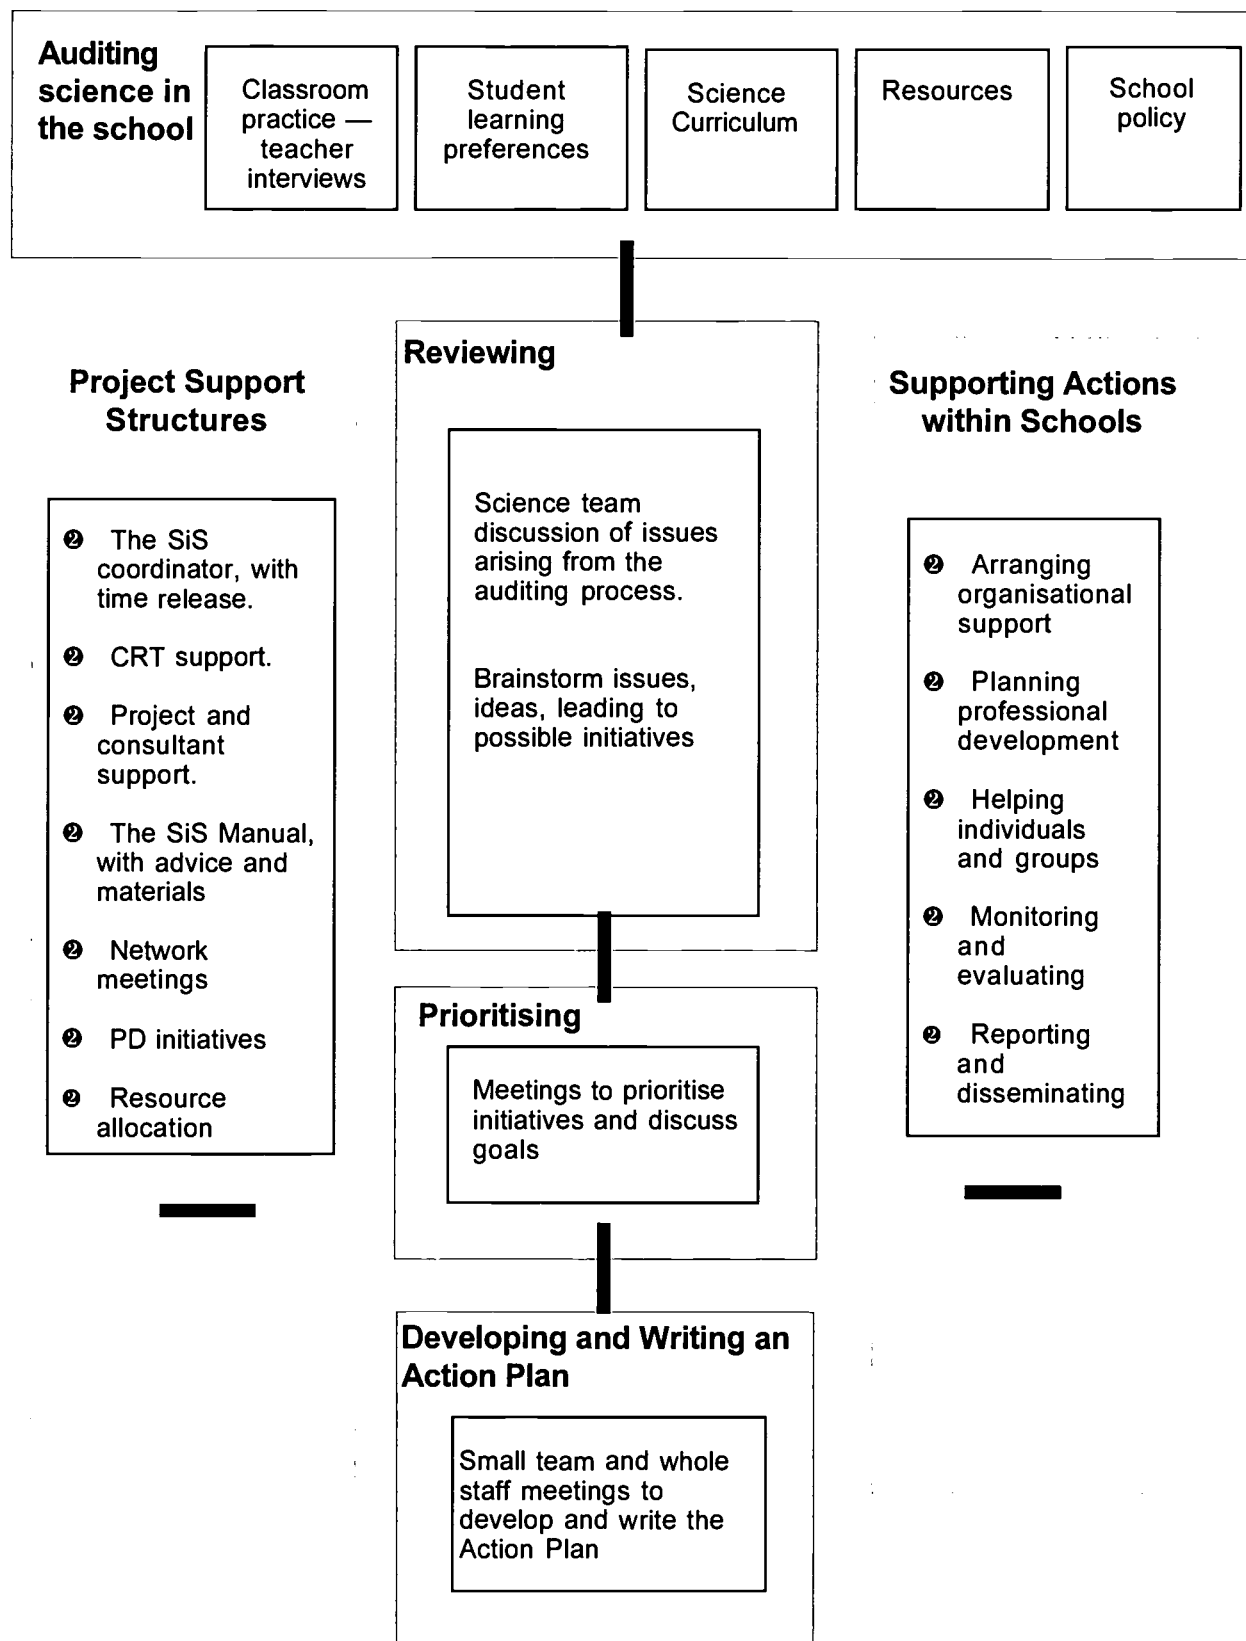 Auditing
science in
the school
Classroom
practice —
teacher
interviews
Student
learning
preferences
Science
Curriculum
Resources
School
policy
Reviewing
Science team
discussion of issues
arising from the
auditing process.
Brainstorm issues,
ideas, leading to
possible initiatives
Project Support
Structures
❷ The SiS
coordinator, with
time release.
❷ CRT support.
❷ Project and
consultant
support.
❷ The SiS Manual,
with advice and
materials
❷ Network
meetings
❷ PD initiatives
❷ Resource
allocation
Supporting Actions
within Schools
❷ Arranging
organisational
support
❷ Planning
professional
development
❷ Helping
individuals
and groups
❷ Monitoring
and
evaluating
❷ Reporting
and
disseminating
Prioritising
Meetings to prioritise
initiatives and discuss
goals
Developing and Writing an
Action Plan
Small team and whole
staff meetings to
develop and write the
Action Plan